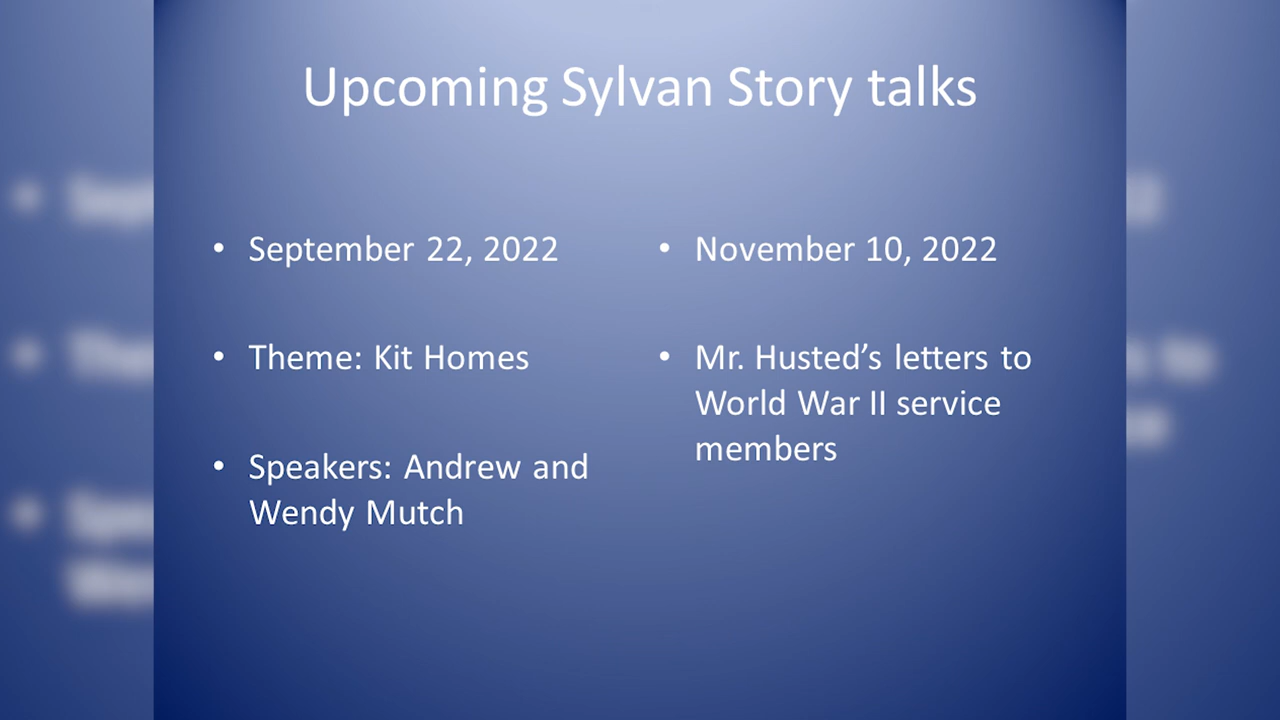 Upcoming Sylvan Story talks
• September 22, 2022
• Theme: Kit Homes
• Speakers: Andrew and
Wendy Mutch
• November 10, 2022
• Mr. Husted’s letters to
World War II service
members